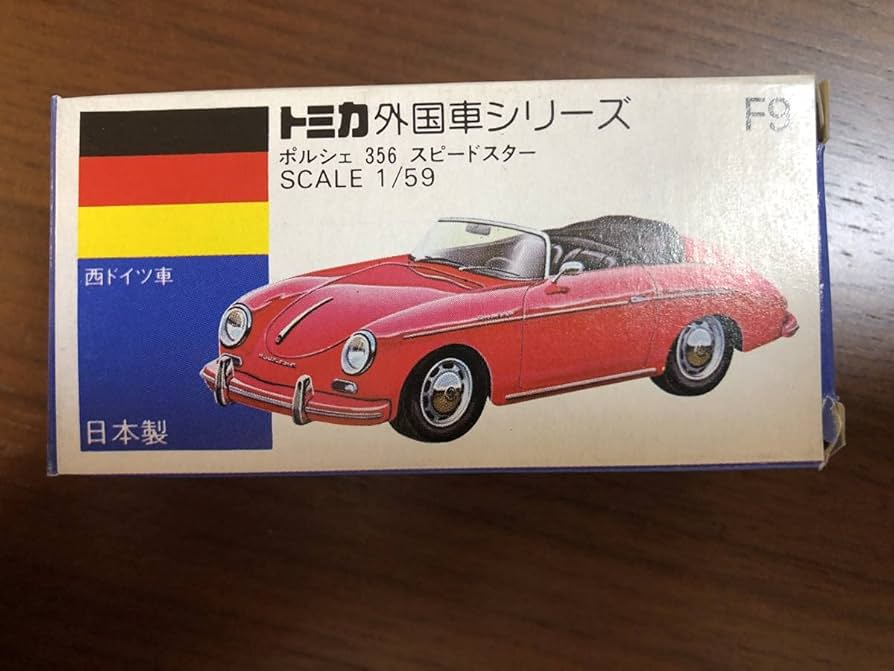 トミカ外国車シリーズ F9
ポルシェ 356 スピードスター
SCALE 1/59
西ドイツ車
日本製